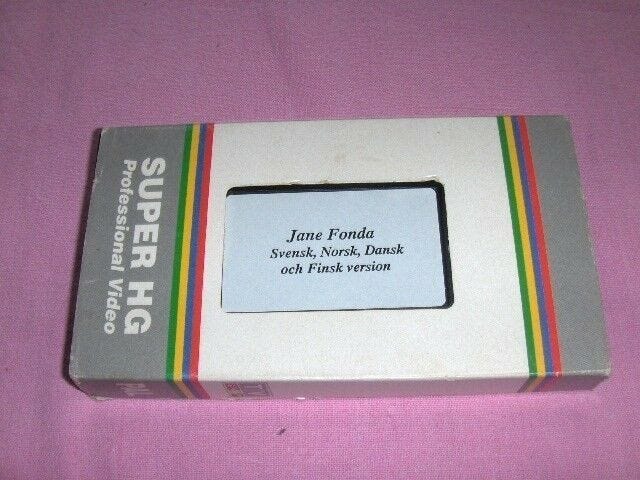 SUPER HG
Professional Video
Jane Fonda
Svensk, Norsk, Dansk
och Finsk version